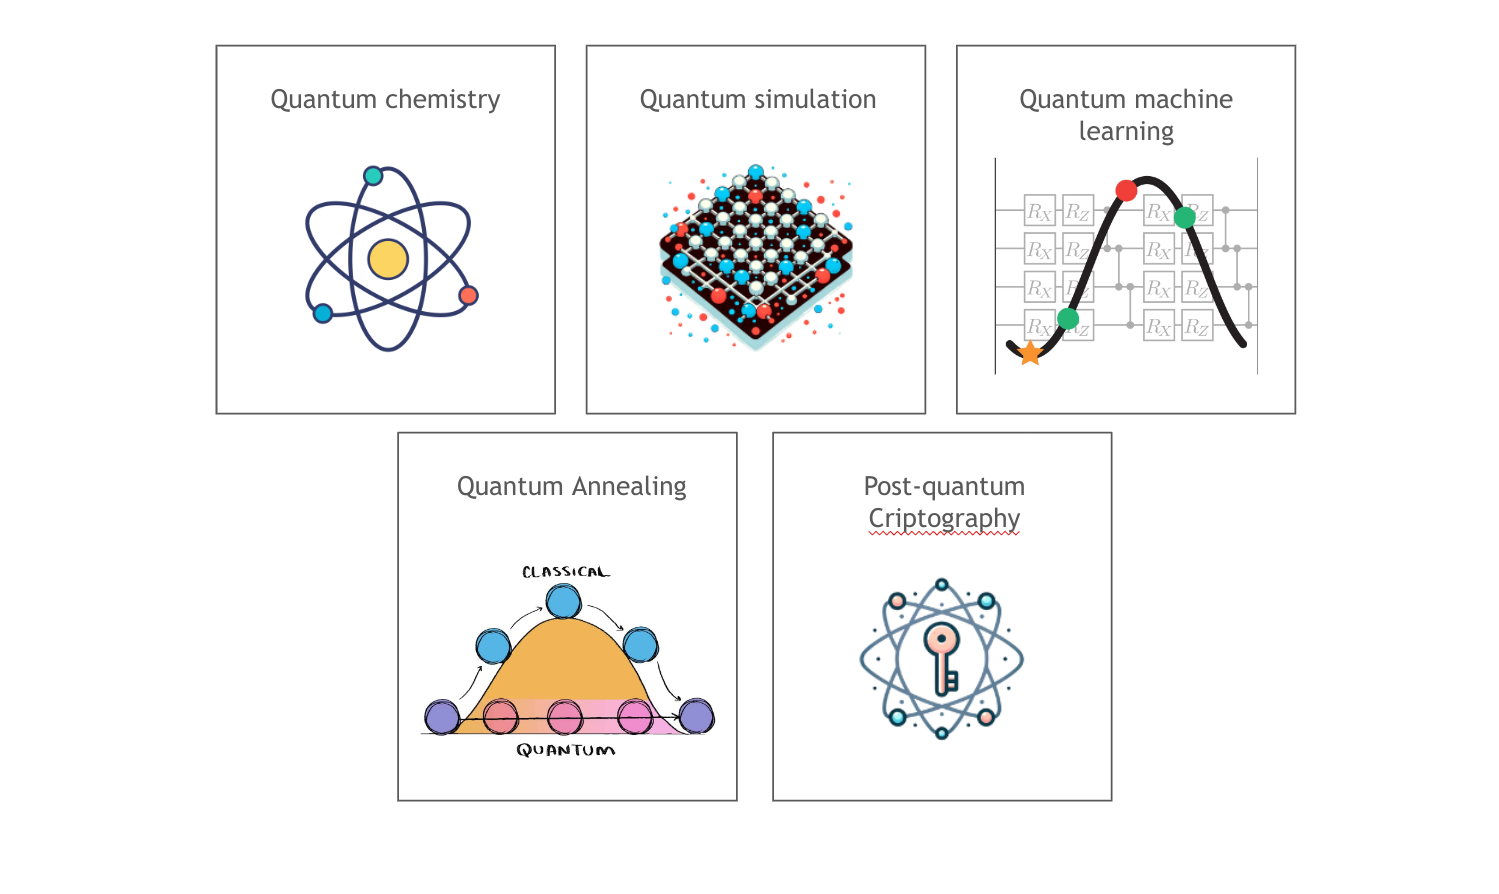 Quantum chemistry
Quantum simulation
Quantum machine
learning
R_X R_Z R_X R_Z
R_X R_Z R_X R_Z
R_X R_Z R_X R_Z
R_X R_Z R_X R_Z
Quantum Annealing
CLASSICAL
QUANTUM
Post-quantum
Criptography